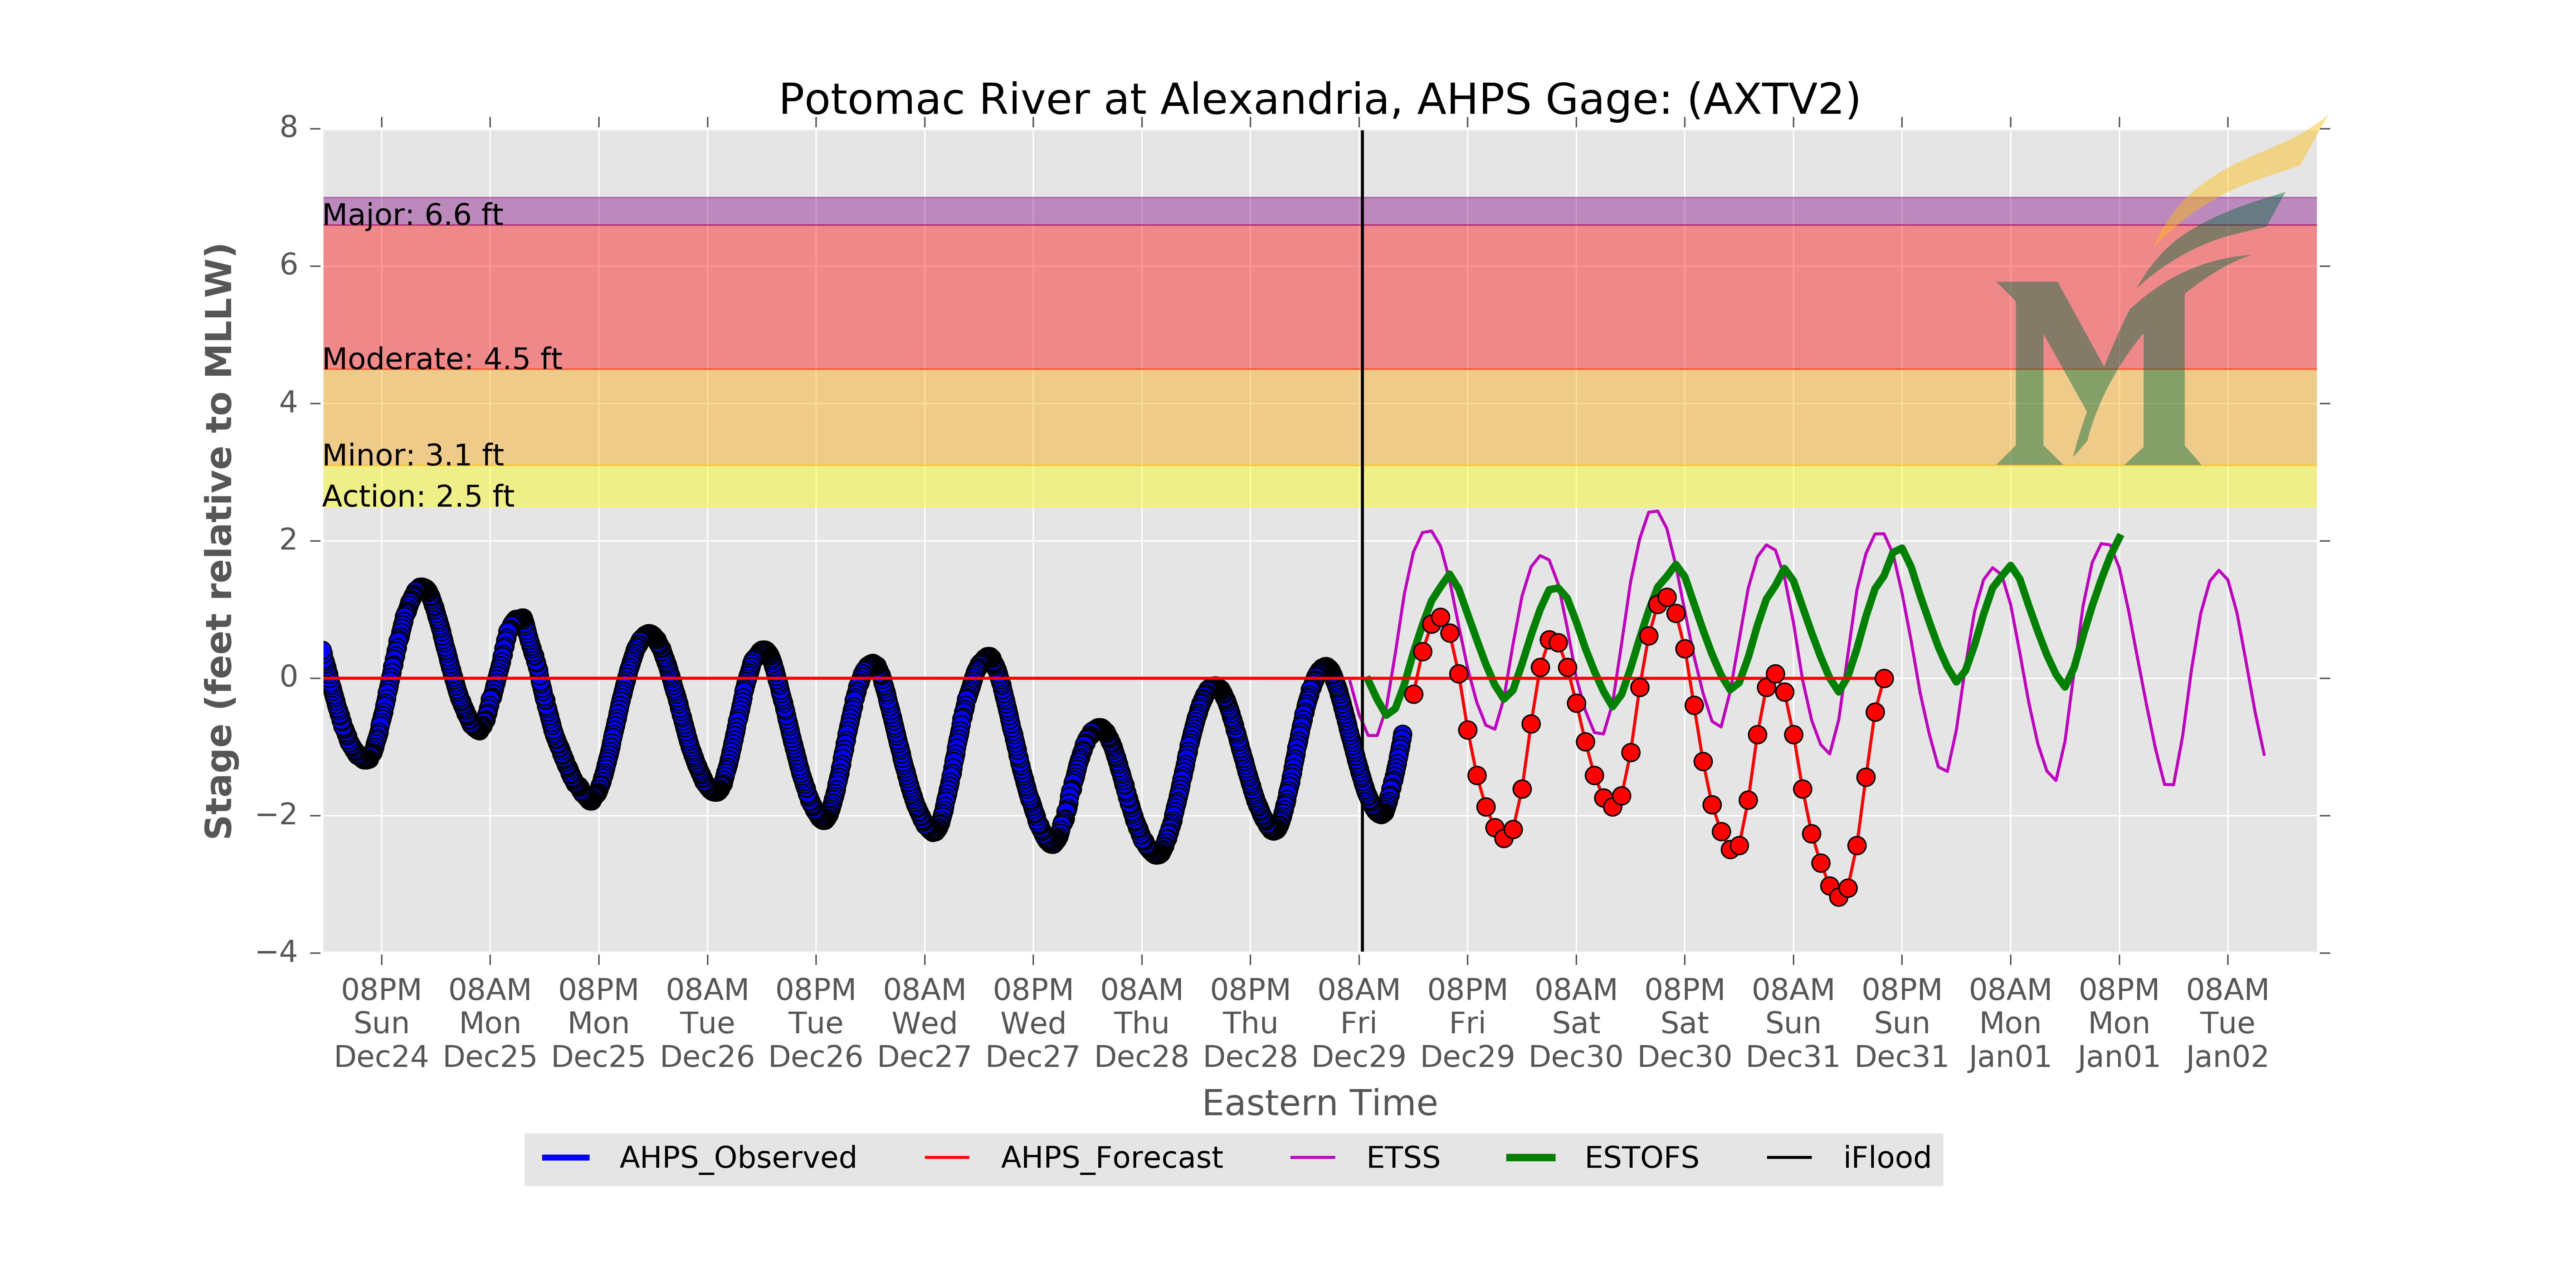 Potomac River at Alexandria, AHPS Gage: (AXTV2)
Stage (feet relative to MLLW)
8
6
4
2
0
−2
−4
Major: 6.6 ft
Moderate: 4.5 ft
Minor: 3.1 ft
Action: 2.5 ft
M
08PM 08AM 08PM 08AM 08PM 08AM 08PM 08AM 08PM 08AM 08PM 08AM 08PM 08AM 08PM 08AM 08PM 08AM
Sun Mon Mon Tue Tue Wed Wed Thu Thu Fri Fri Sat Sat Sun Sun Mon Mon Tue
Dec24 Dec25 Dec25 Dec26 Dec26 Dec27 Dec27 Dec28 Dec28 Dec29 Dec29 Dec30 Dec30 Dec31 Dec31 Jan01 Jan01 Jan02
Eastern Time
AHPS_Observed AHPS_Forecast ETSS ESTOFS iFlood